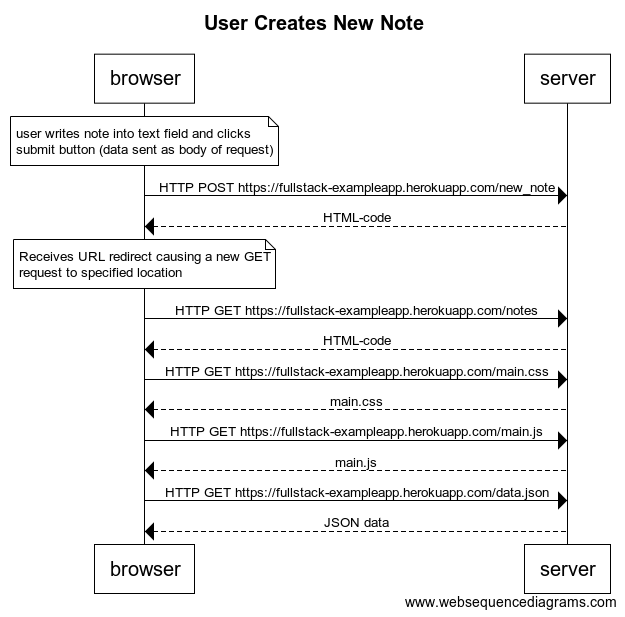 User Creates New Note
browser
server
user writes note into text field and clicks
submit button (data sent as body of request)
HTTP POST https://fullstack-exampleapp.herokuapp.com/new_note
HTML-code
Receives URL redirect causing a new GET
request to specified location
HTTP GET https://fullstack-exampleapp.herokuapp.com/notes
HTML-code
HTTP GET https://fullstack-exampleapp.herokuapp.com/main.css
main.css
HTTP GET https://fullstack-exampleapp.herokuapp.com/main.js
main.js
HTTP GET https://fullstack-exampleapp.herokuapp.com/data.json
JSON data
browser
server
www.websequencediagrams.com